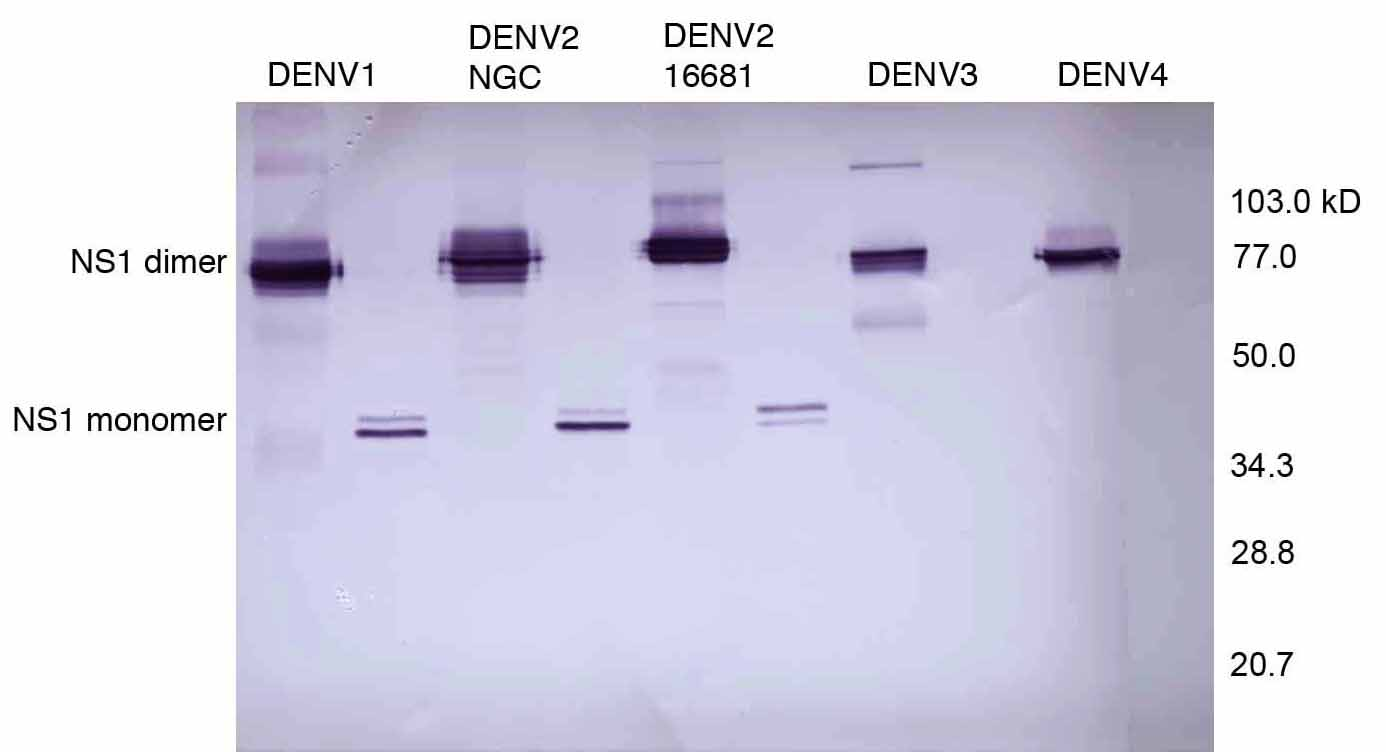 DENV1
DENV2
NGC
DENV2
16681
DENV3
DENV4
NS1 dimer
NS1 monomer
103.0 kD
77.0
50.0
34.3
28.8
20.7